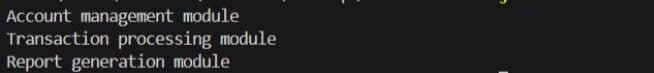 Account management module
Transaction processing module
Report generation module